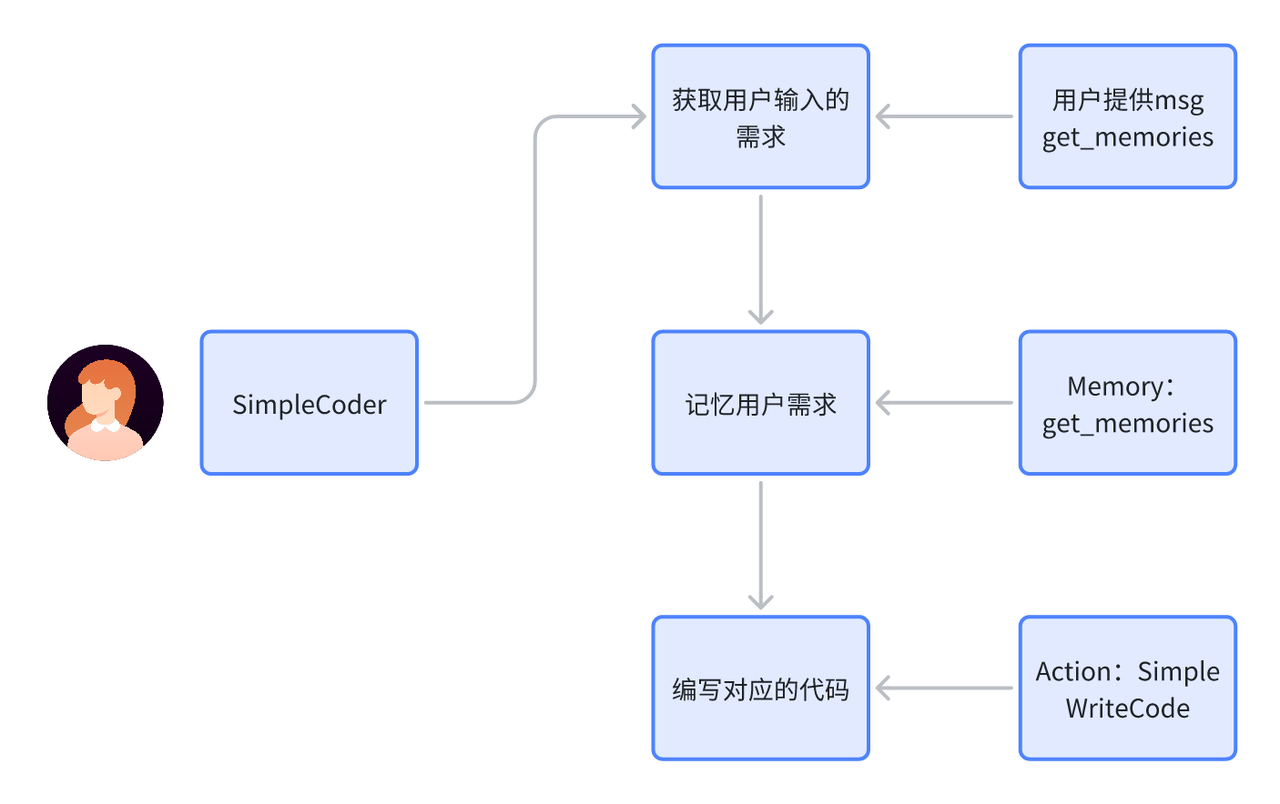 获取用户输入的
需求
用户提供msg
get_memories
SimpleCoder
记忆用户需求
Memory：
get_memories
编写对应的代码
Action：Simple
WriteCode